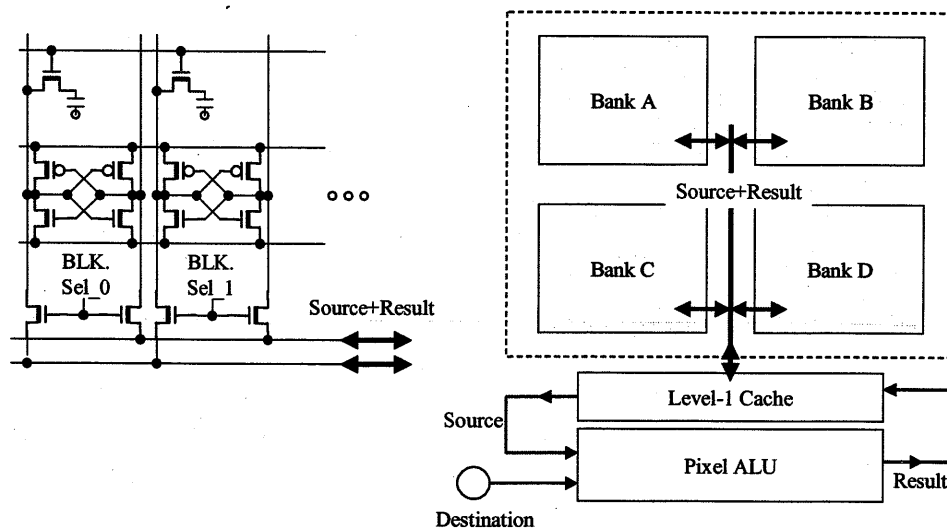 BLK.
Sel_0
BLK.
Sel_1
Source+Result
Bank A
Bank B
Source+Result
Bank C
Bank D
Level-1 Cache
Source
Pixel ALU
Result
Destination